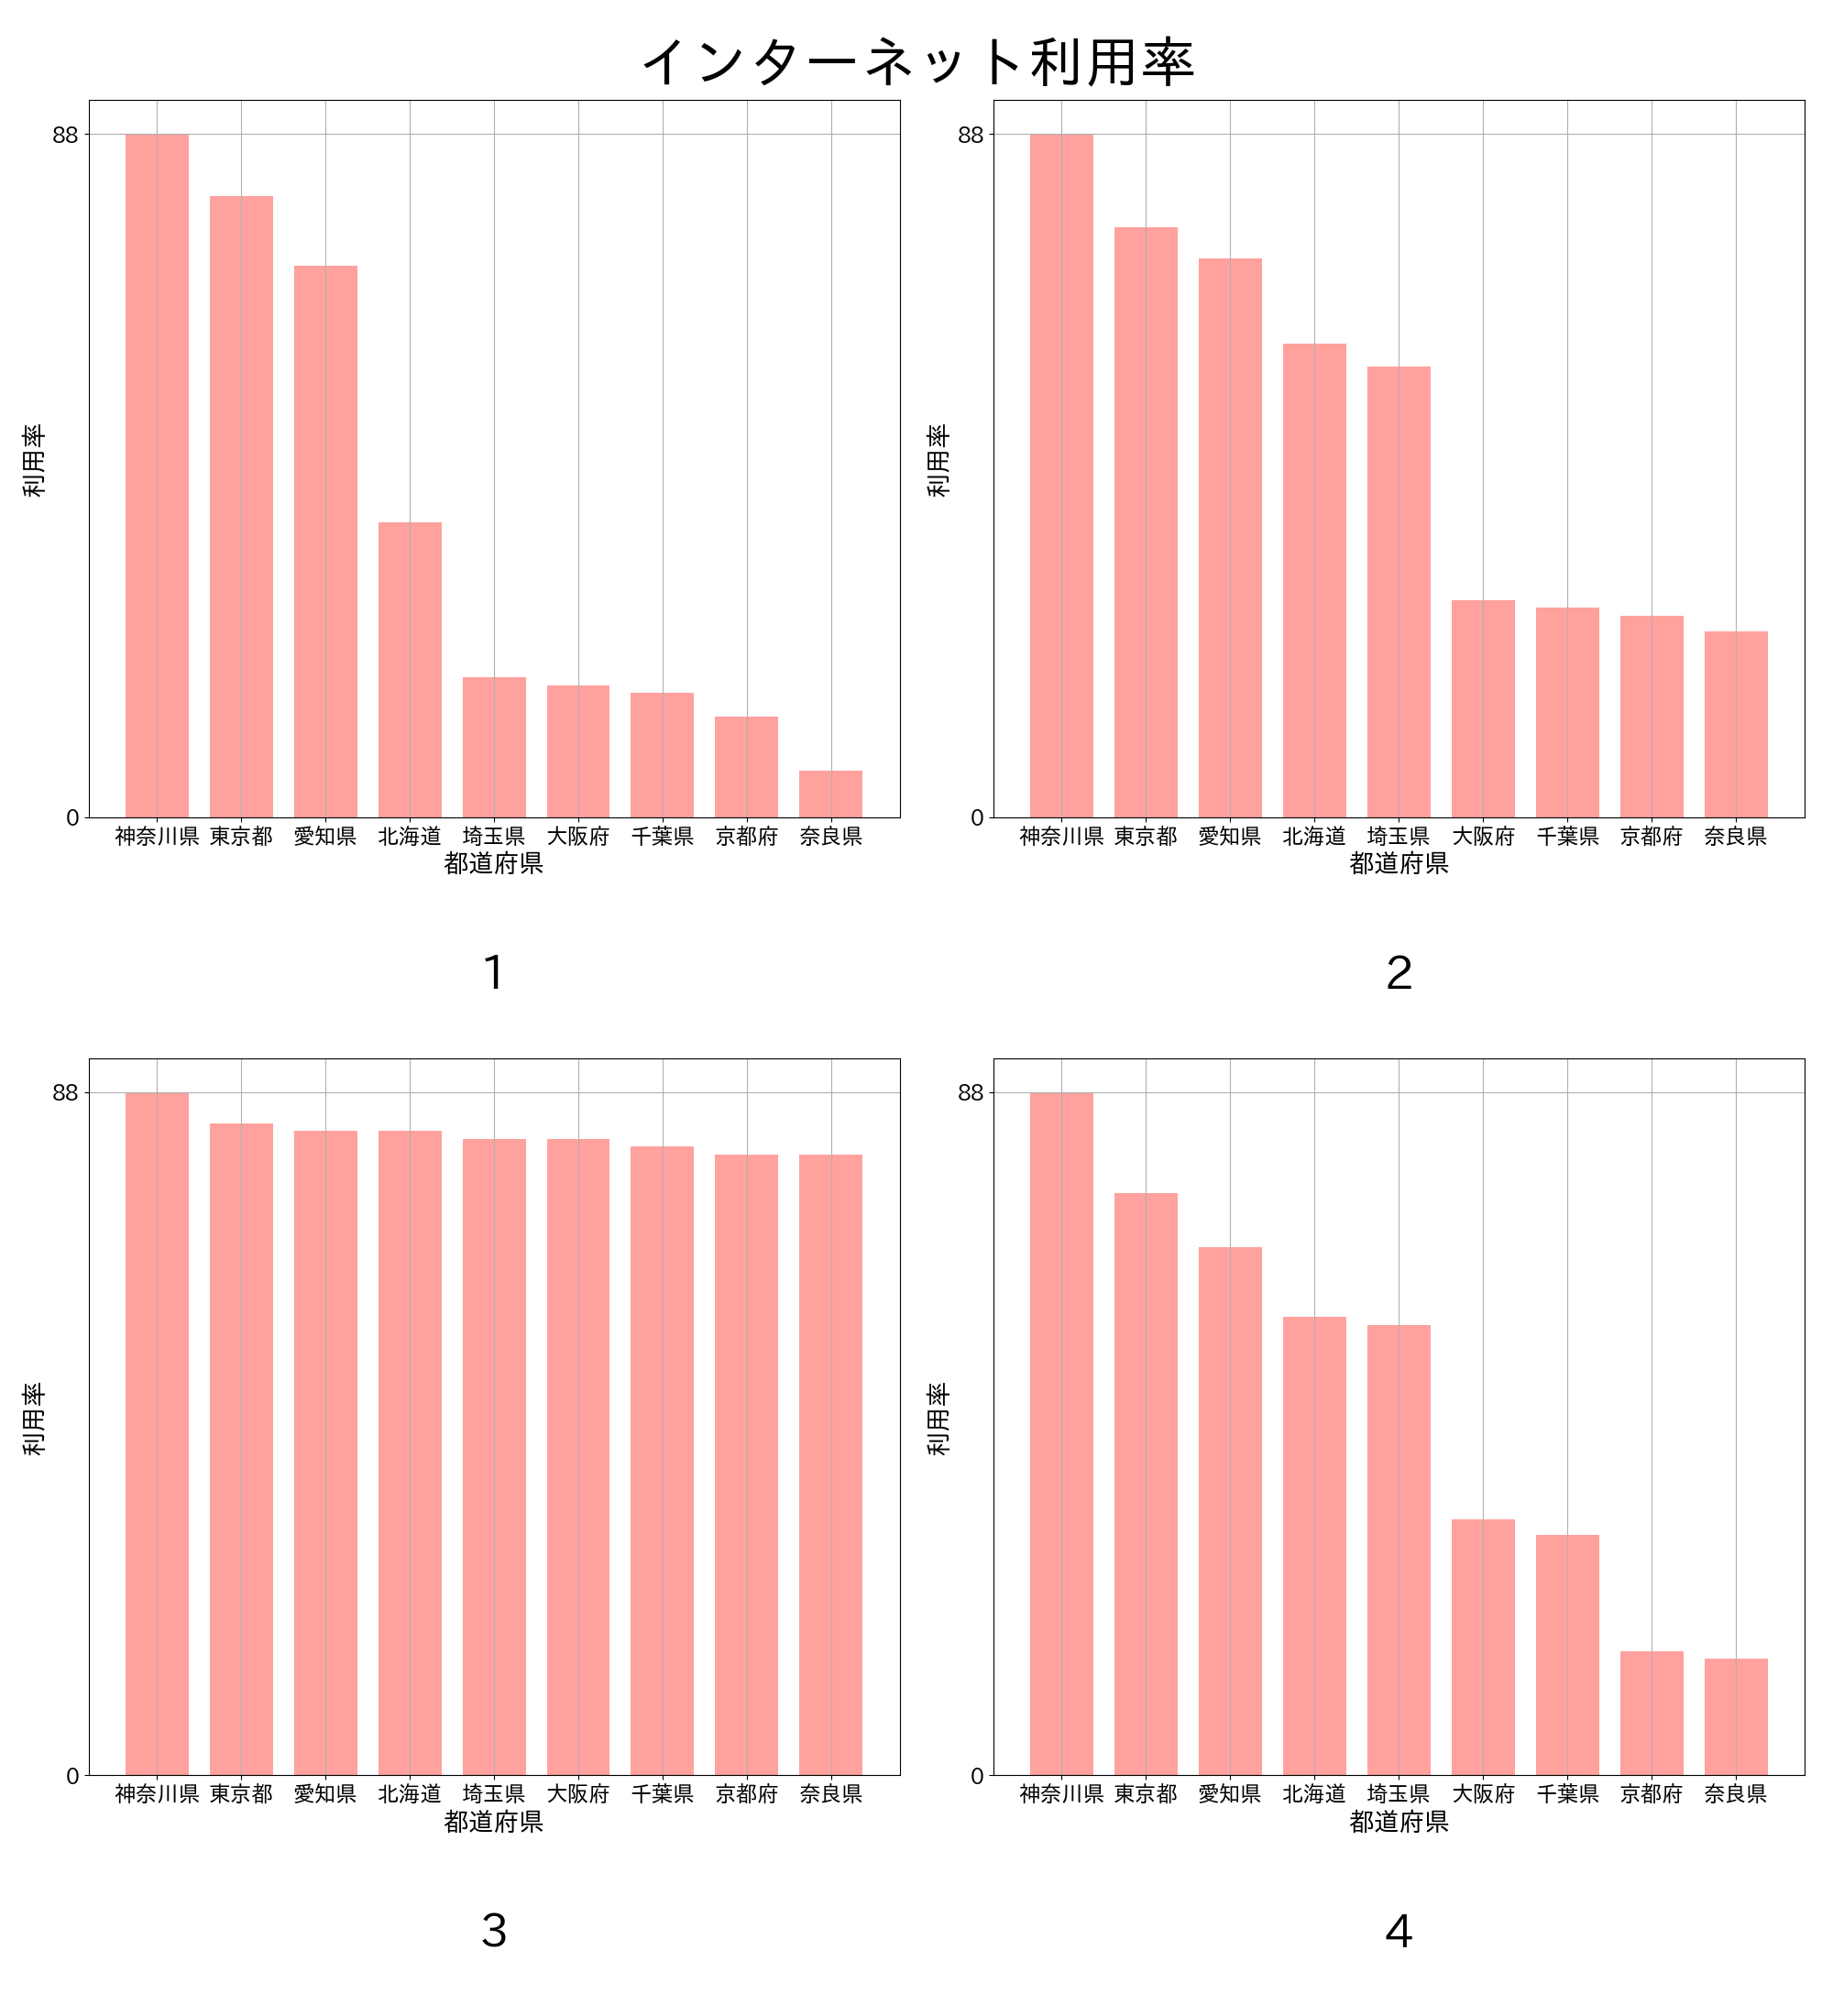 インターネット利用率
88
0
利用率
神奈川県 東京都 愛知県 北海道 埼玉県 大阪府 千葉県 京都府 奈良県
都道府県
1
88
0
利用率
神奈川県 東京都 愛知県 北海道 埼玉県 大阪府 千葉県 京都府 奈良県
都道府県
2
88
0
利用率
神奈川県 東京都 愛知県 北海道 埼玉県 大阪府 千葉県 京都府 奈良県
都道府県
3
88
0
利用率
神奈川県 東京都 愛知県 北海道 埼玉県 大阪府 千葉県 京都府 奈良県
都道府県
4